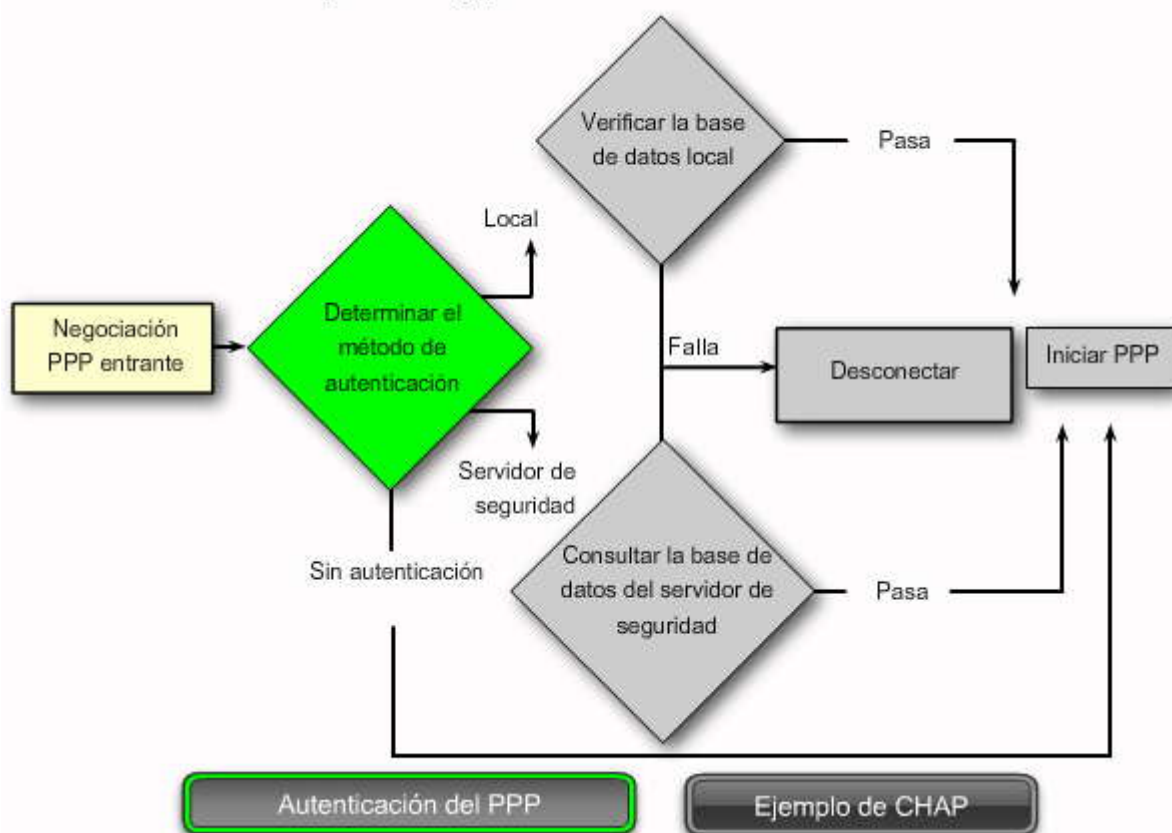 Verificar la base
de datos local
Pasa
Local
Negociación
PPP entrante
Determinar el
método de
autenticación
Falla
Desconectar
Iniciar PPP
Servidor de
seguridad
Sin autenticación
Consultar la base de
datos del servidor de
seguridad
Pasa
Autenticación del PPP
Ejemplo de CHAP